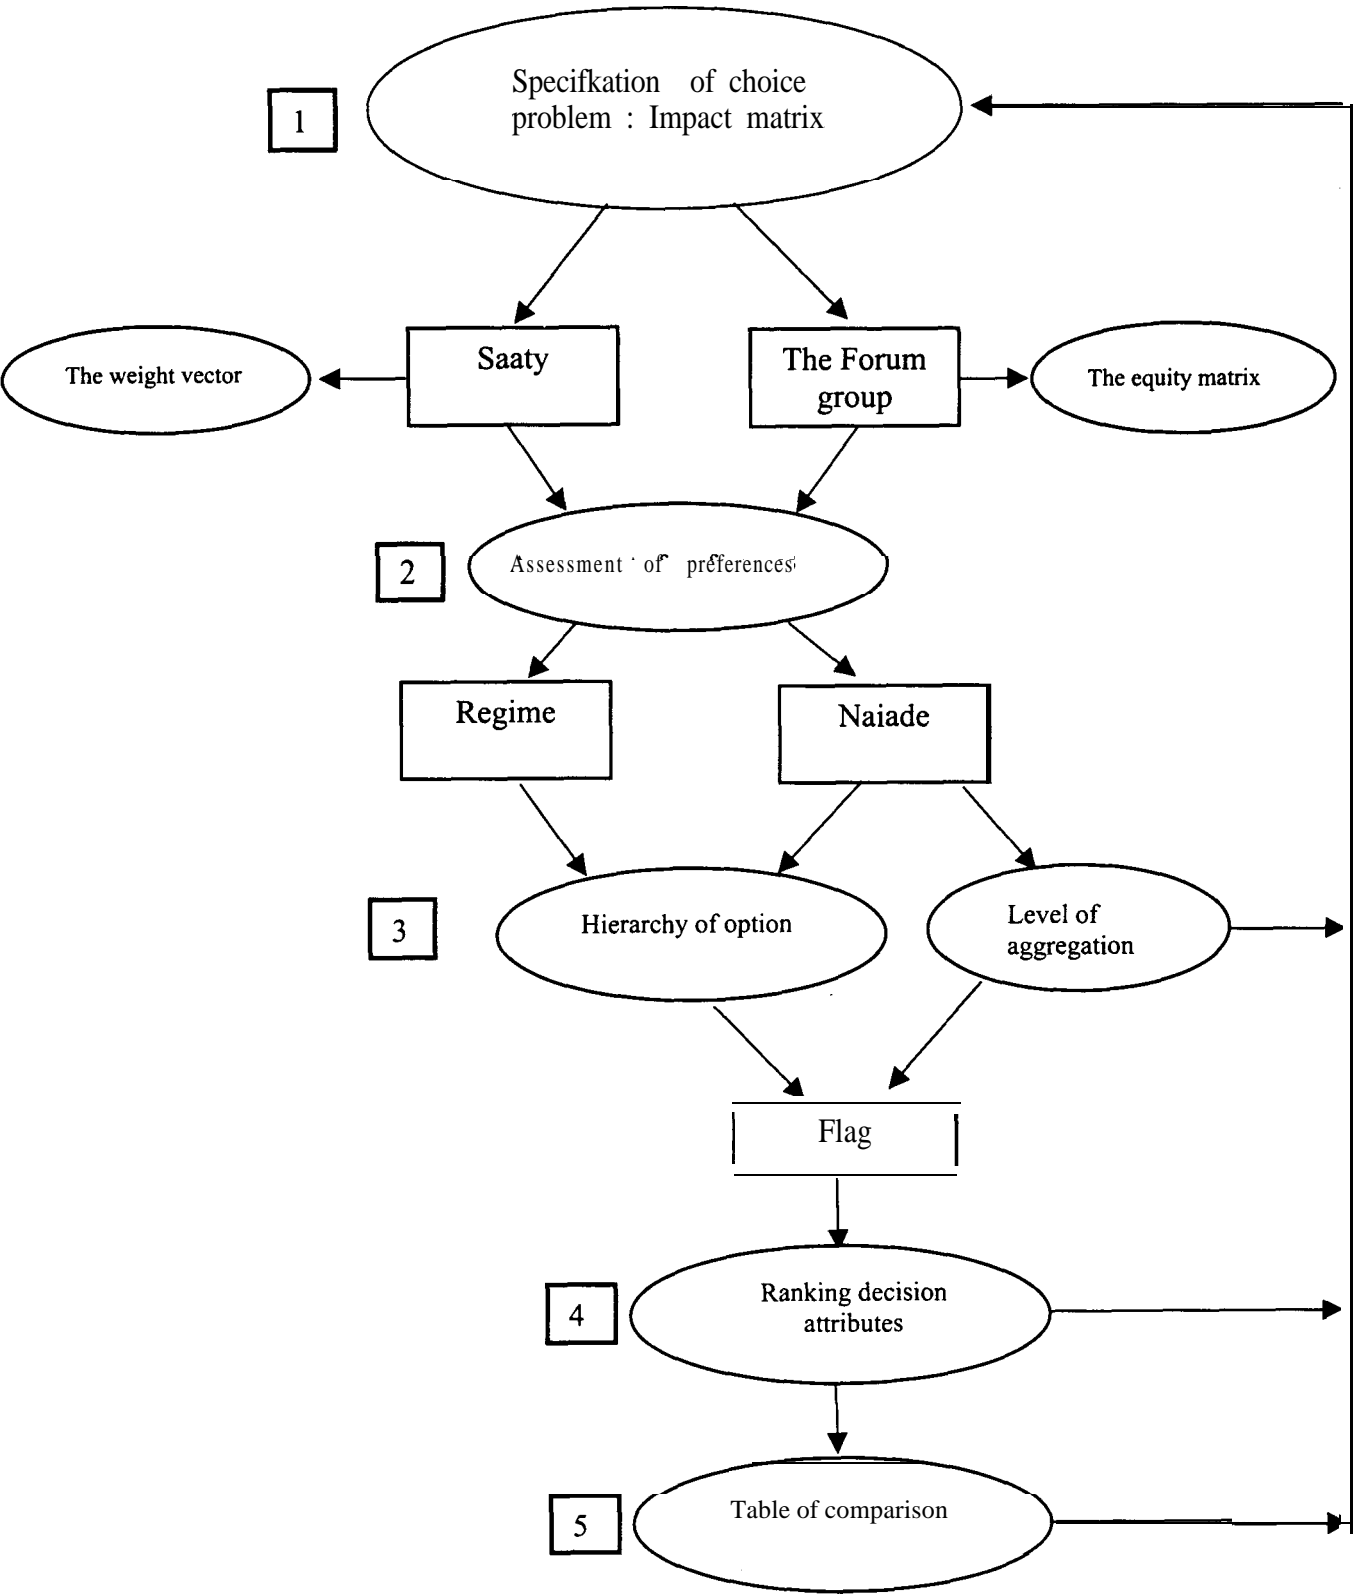 Specifkation of choice
1
problem : Impact matrix
Saaty
The Forum
group
The weight vector
The equity matrix
2
Assessment of preferences
Regime
Naiade
3
Hierarchy of option
Level of
aggregation
Flag
4
Ranking decision
attributes
5
Table of comparison